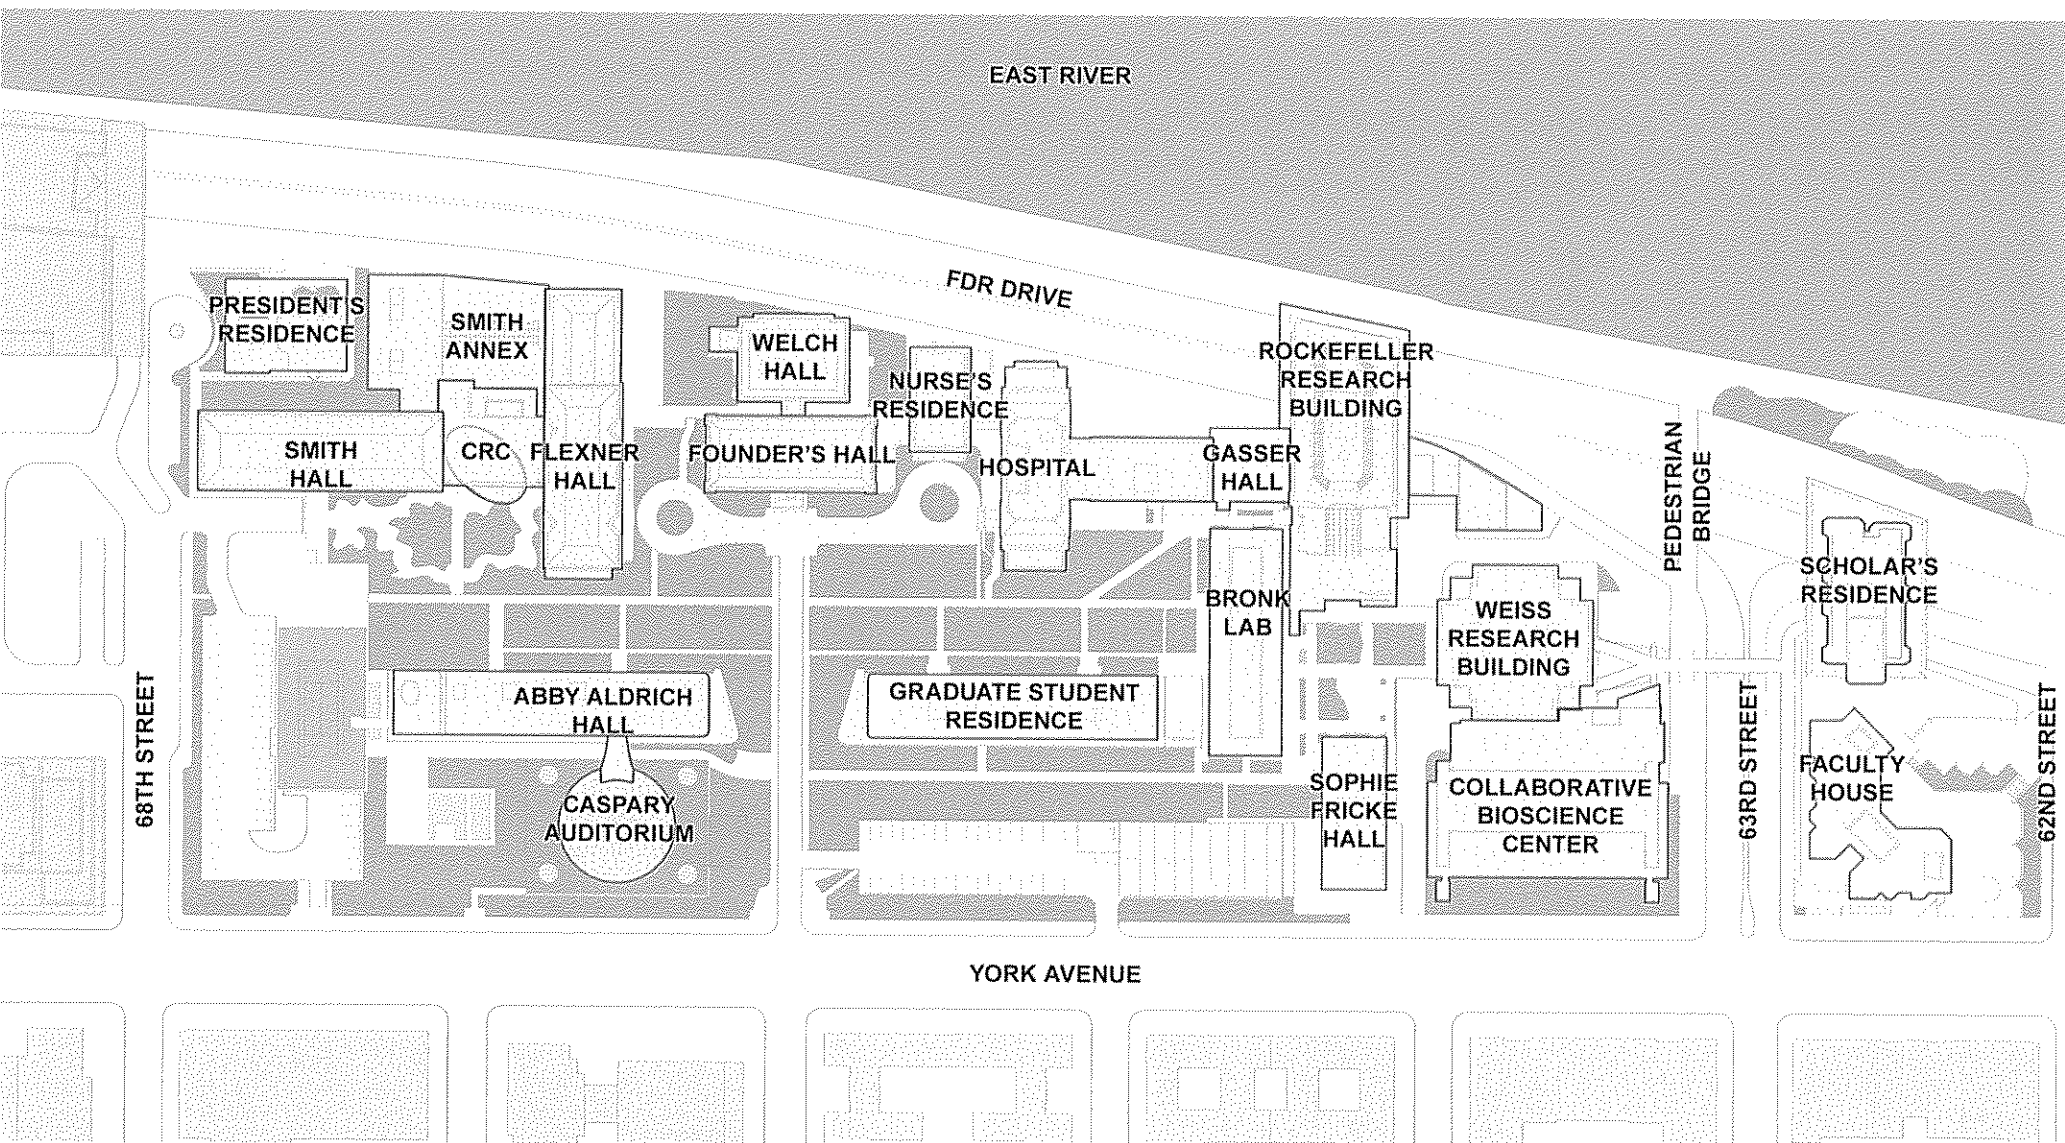 EAST RIVER
FDR DRIVE
PRESIDENT'S
RESIDENCE
SMITH
ANNEX
WELCH
HALL
NURSE'S
RESIDENCE
ROCKEFELLER
RESEARCH
BUILDING
SMITH
HALL
CRC
FLEXNER
HALL
FOUNDER'S HALL
HOSPITAL
GASSER
HALL
PEDESTRIAN
BRIDGE
SCHOLAR'S
RESIDENCE
BRONK
LAB
WEISS
RESEARCH
BUILDING
68TH STREET
ABBY ALDRICH
HALL
GRADUATE STUDENT
RESIDENCE
63RD STREET
62ND STREET
CASPARY
AUDITORIUM
SOPHIE
FRICKE
HALL
COLLABORATIVE
BIOSCIENCE
CENTER
FACULTY
HOUSE
YORK AVENUE